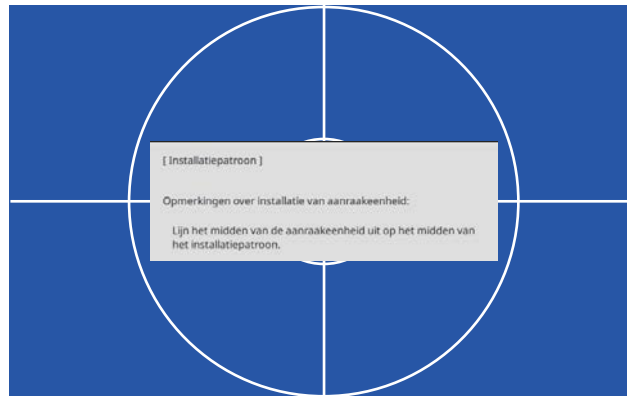 [ Installatiepatroon ]
Opmerkingen over installatie van aanraakeenheid:
Lijn het midden van de aanraakeenheid uit op het midden van
het installatiepatroon.